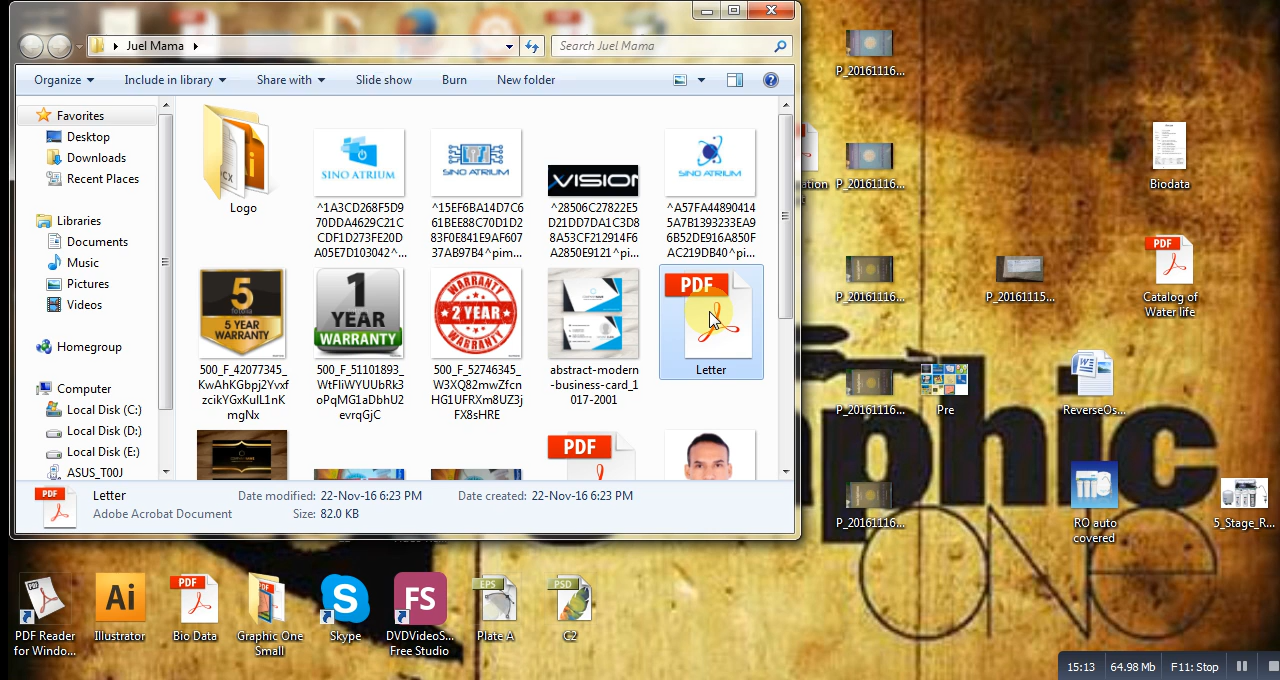 Juel Mama
Search Juel Mama
Organize
Include in library
Share with
Slide show
Burn
New folder
Favorites
Desktop
Downloads
Recent Places
Libraries
Documents
Music
Pictures
Videos
Homegroup
Computer
Local Disk (C:)
Local Disk (D:)
Local Disk (E:)
ASUS_T00J
Logo
SINO ATRIUM
^1A3CD268F5D
970DDA4629C21C
CDF1D273FE20D
A05E7D103042^...
SINO ATRIUM
^15EF6BA14D7C6
61BEE88C70D1D2
83F0E841E9AF607
37AB97B4^pim...
VISION
^28506C27822E5
D21DD7DA1C3D8
8A53CF212914F6
A2850E9121^pi...
SINO ATRIUM
^A57FA44890414
5A7B1393233EA9
6B52DE916A850F
AC219DB40^pi...
5
5 YEAR
WARRANTY
500_F_42077345_
KwAhKGbpj2Yvxf
zcikYGxKulL1nK
mgNx
1
YEAR
WARRANTY
500_F_51101893_
WtFliWYUUbRk3
oPqMG1aDbhU2
evrqGjC
WARRANTY
2 YEAR
WARRANTY
500_F_52746345_
W3XQ82mwZfcn
HG1UFRXm8UZ3j
FX8sHRE
abstract-modern
-business-card_1
017-2001
PDF
Letter
PDF
PDF
Letter
Date modified: 22-Nov-16 6:23 PM
Date created: 22-Nov-16 6:23 PM
Adobe Acrobat Document
Size: 82.0 KB
P_20161116...
P_20161116...
P_20161116...
P_20161116...
P_20161116...
P_20161115...
Pre
Biodata
PDF
Catalog of
Water life
ReverseOs...
RO auto
covered
5_Stage_R...
graphic
ONE
PDF Reader
for Windo...
Ai
Illustrator
PDF
Bio Data
PDF
Graphic One
Small
S
Skype
FS
DVDVideoS...
Free Studio
EPS
Plate A
PSD
C2
15:13
64.98 Mb
F11: Stop